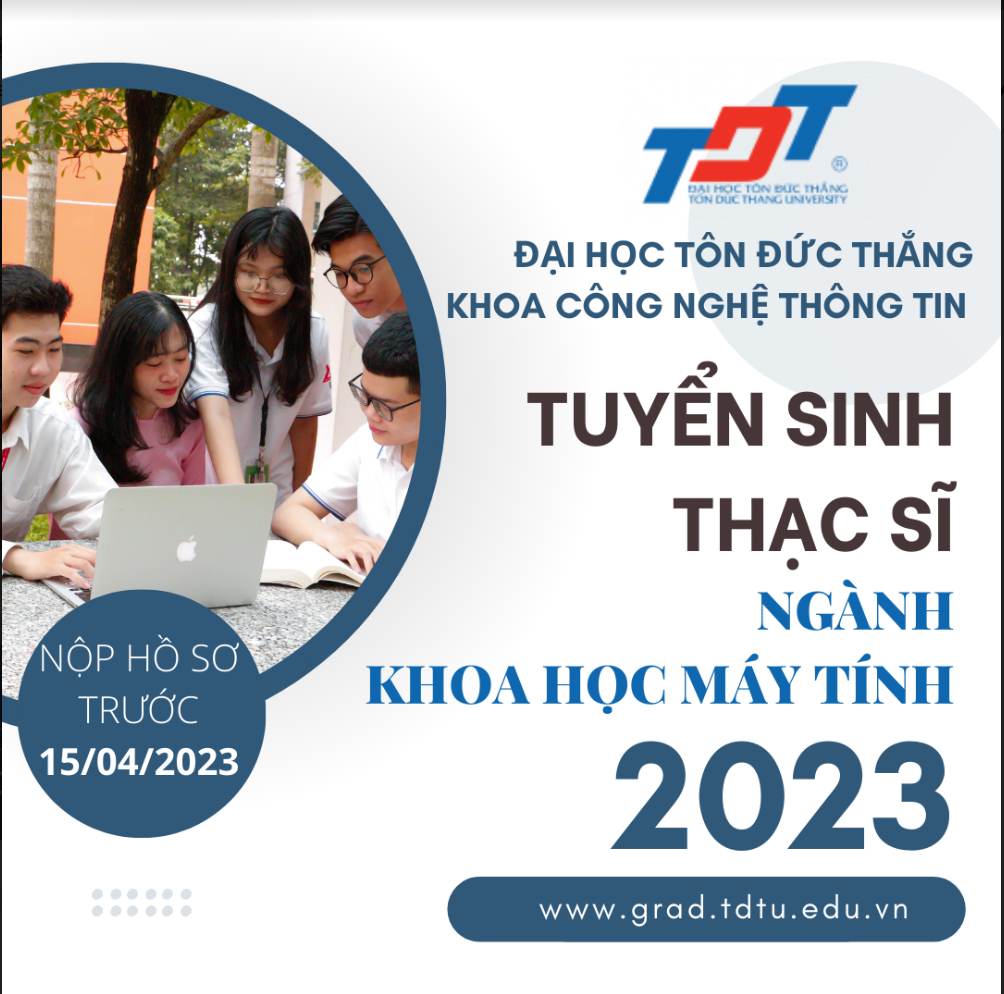 TDT ®
ĐẠI HỌC TÔN ĐỨC THẮNG
TON DUC THANG UNIVERSITY
ĐẠI HỌC TÔN ĐỨC THẮNG
KHOA CÔNG NGHỆ THÔNG TIN
TUYỂN SINH
THẠC SĨ
NGÀNH
KHOA HỌC MÁY TÍNH
2023
NỘP HỒ SƠ
TRƯỚC
15/04/2023
www.grad.tdtu.edu.vn